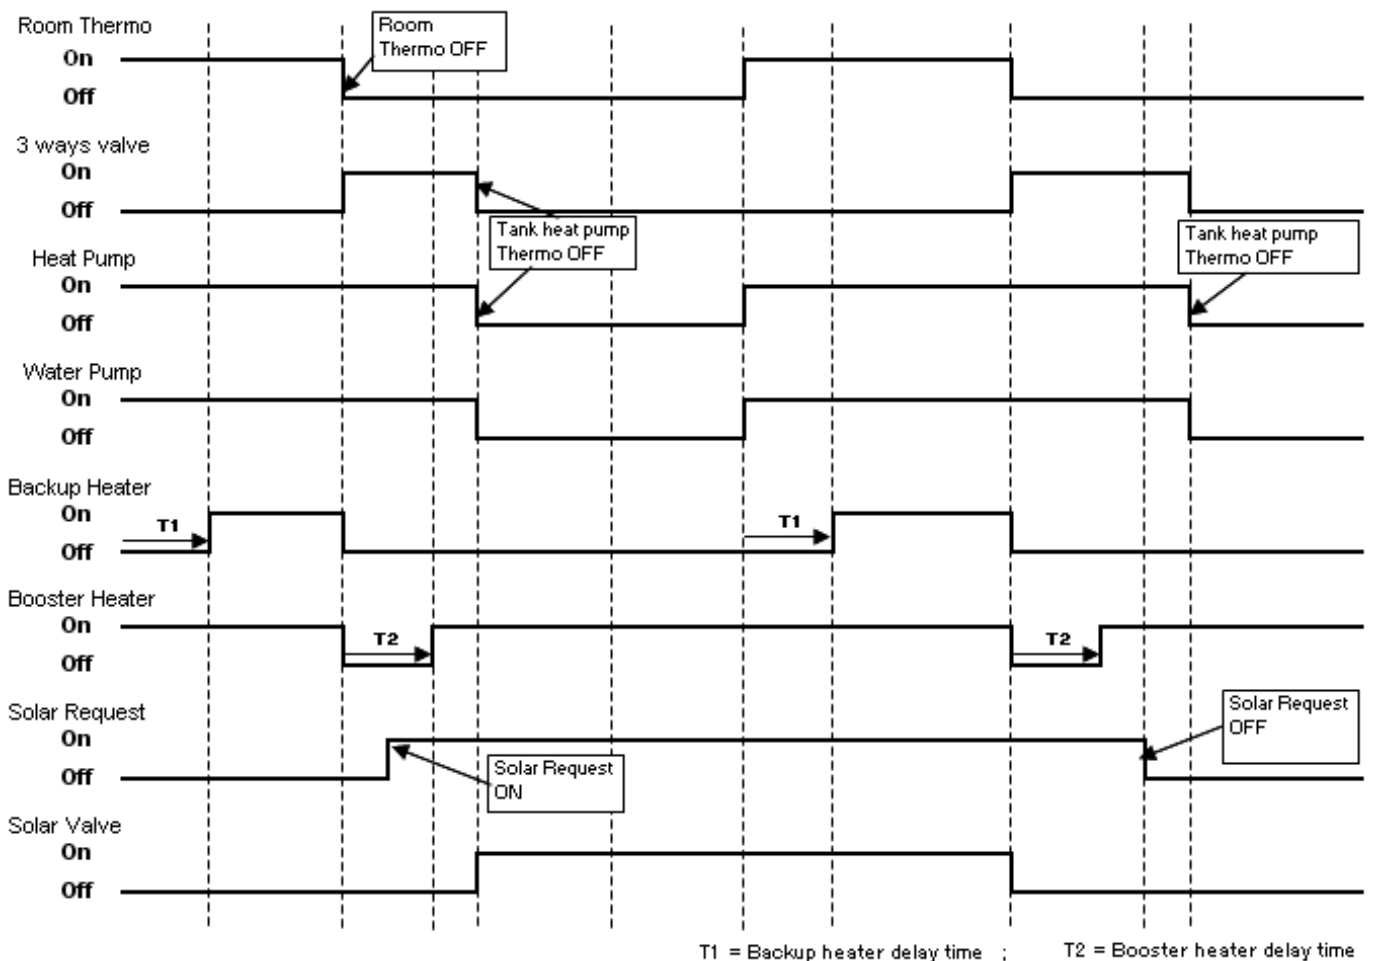 Room Thermo
On
Off
Room
Thermo OFF
3 ways valve
On
Off
Tank heat pump
Thermo OFF
Tank heat pump
Thermo OFF
Heat Pump
On
Off
Water Pump
On
Off
Backup Heater
On
Off
T1
T1
Booster Heater
On
Off
T2
T2
Solar Request
On
Off
Solar Request
ON
Solar Request
OFF
Solar Valve
On
Off
T1 = Backup heater delay time ; T2 = Booster heater delay time